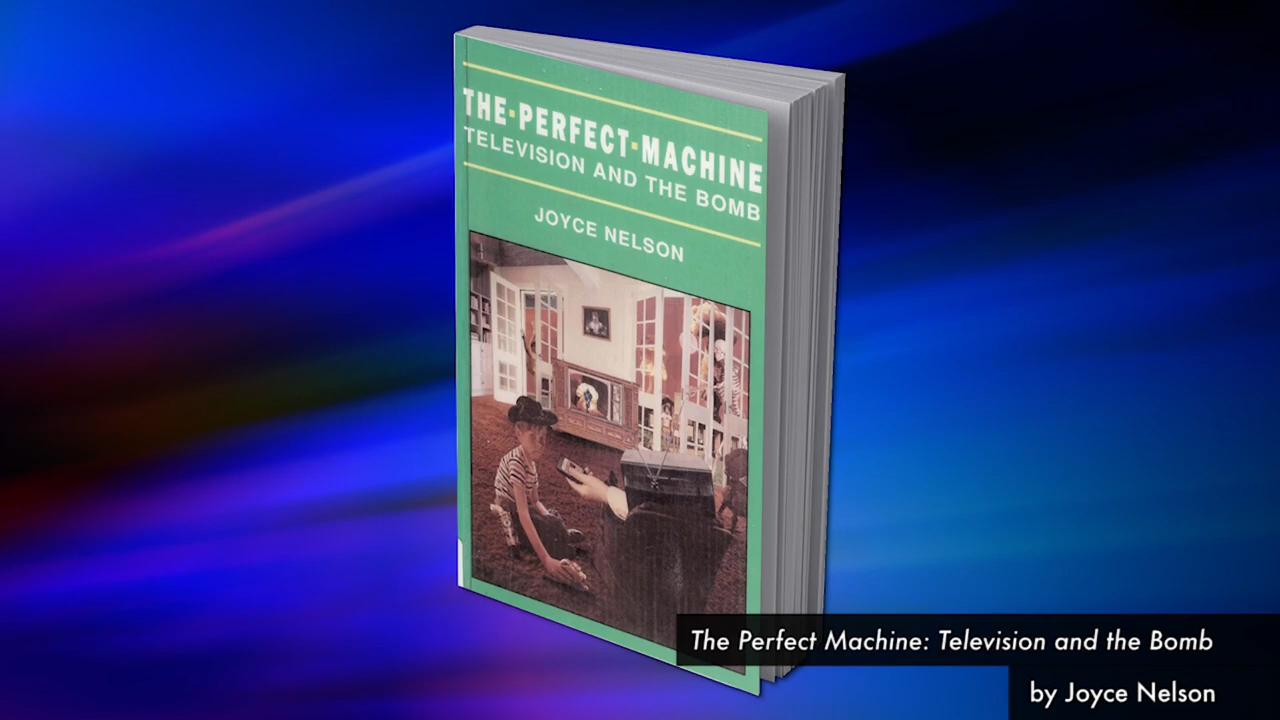 THE·PERFECT·MACHINE
TELEVISION AND THE BOMB
JOYCE NELSON
The Perfect Machine: Television and the Bomb
by Joyce Nelson